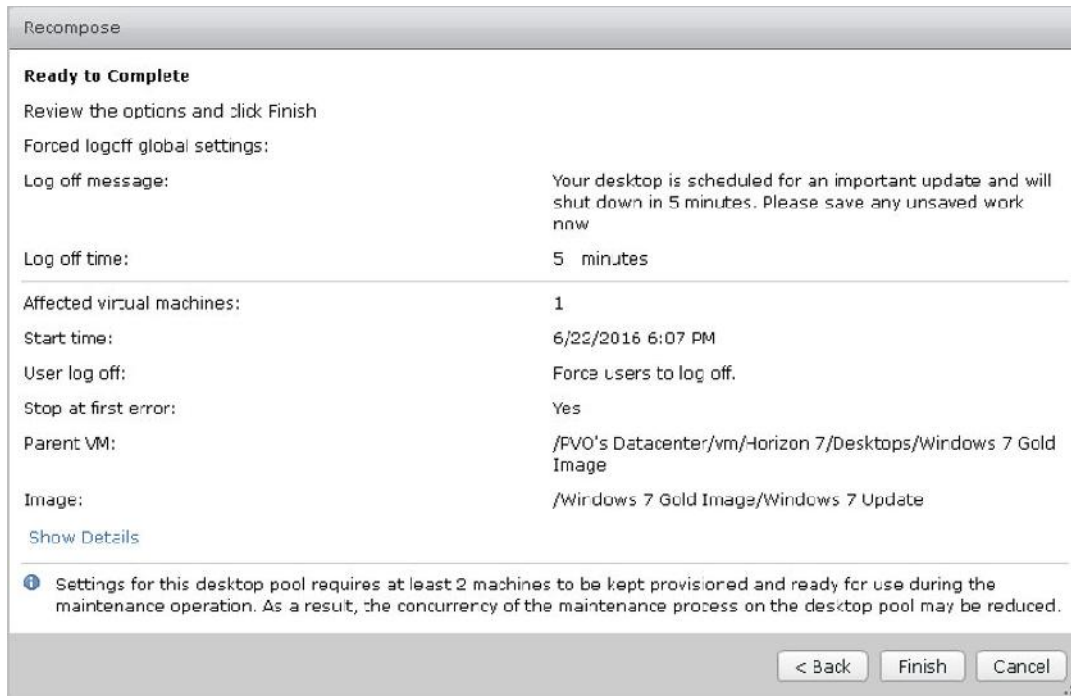 Recompose
Ready to Complete
Review the options and click Finish
Forced logoff global settings:
Log off message:
Your desktop is scheduled for an important update and will
shut down in 5 minutes. Please save any unsaved work
now
Log off time:
5 minutes
Affected virtual machines:
1
Start time:
6/22/2016 6:07 PM
User log off:
Force users to log off.
Stop at first error:
Yes
Parent VM:
/PVO's Datacenter/vm/Horizon 7/Desktops/Windows 7 Gold
Image
Image:
/Windows 7 Gold Image/Windows 7 Update
Show Details
Settings for this desktop pool requires at least 2 machines to be kept provisioned and ready for use during the
maintenance operation. As a result, the concurrency of the maintenance process on the desktop pool may be reduced.
< Back
Finish
Cancel